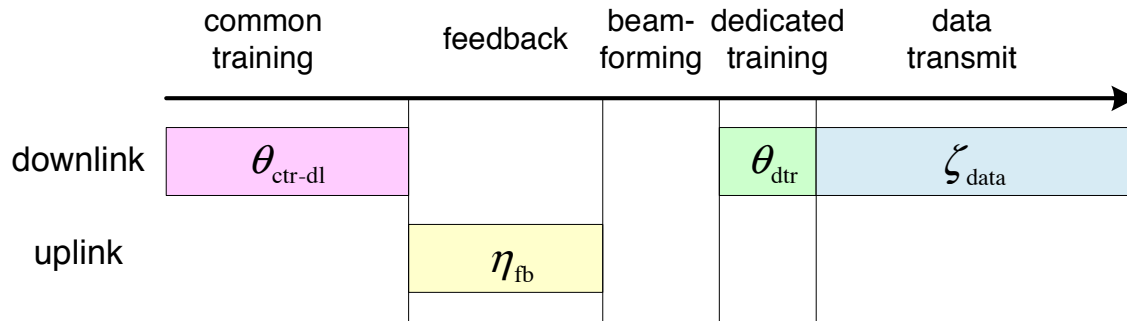 common
training
feedback
beam-
forming
dedicated
training
data
transmit
downlink
θctr-dl
θdtr
ζdata
uplink
ηfb